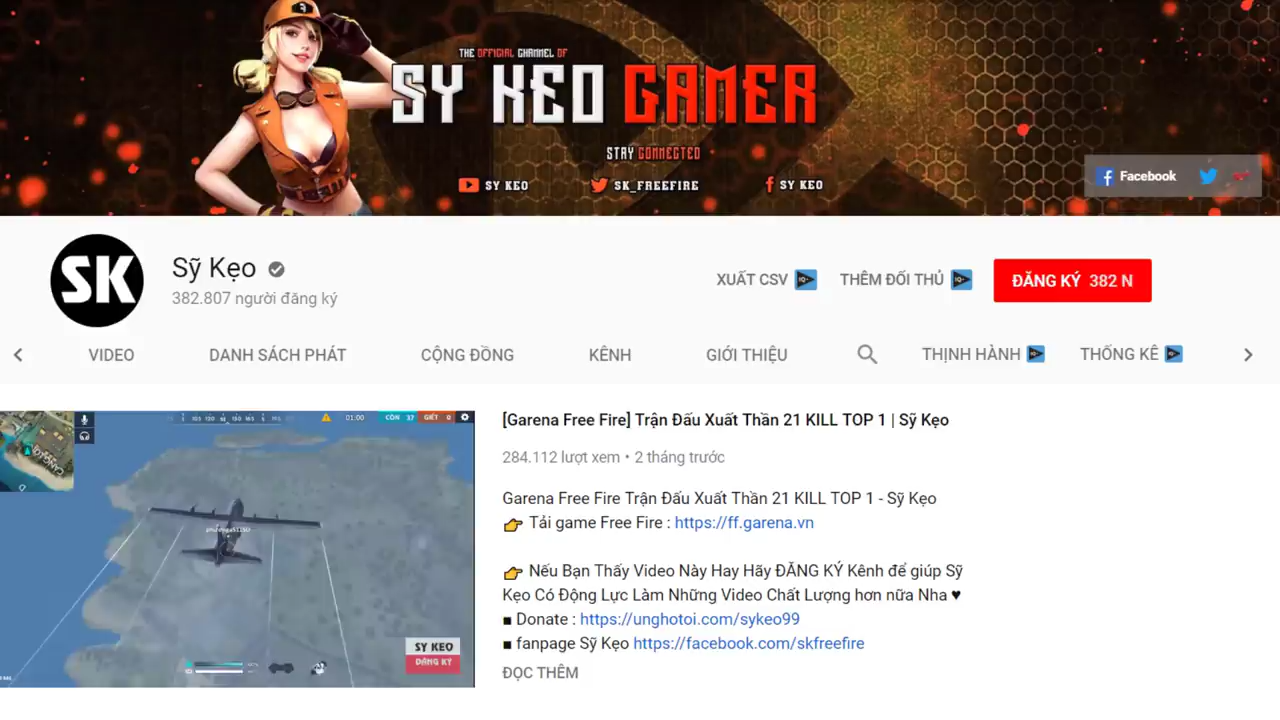 THE OFFICIAL CHANNEL OF
SY KEO GAMER
STAY CONNECTED
SY KEO
SK_FREEFIRE
SY KEO
Facebook
SK
Sỹ Kẹo
382.807 người đăng ký
XUẤT CSV
THÊM ĐỐI THỦ
ĐĂNG KÝ 382 N
VIDEO
DANH SÁCH PHÁT
CỘNG ĐỒNG
KÊNH
GIỚI THIỆU
THỊNH HÀNH
THỐNG KÊ
01:00
CÒN 37
GIẾT 0
SY KEO
ĐĂNG KÝ
[Garena Free Fire] Trận Đấu Xuất Thần 21 KILL TOP 1 | Sỹ Kẹo
284.112 lượt xem • 2 tháng trước
Garena Free Fire Trận Đấu Xuất Thần 21 KILL TOP 1 - Sỹ Kẹo
👉 Tải game Free Fire : https://ff.garena.vn
👉 Nếu Bạn Thấy Video Này Hay Hãy ĐĂNG KÝ Kênh để giúp Sỹ
Kẹo Có Động Lực Làm Những Video Chất Lượng hơn nữa Nha ♥
■ Donate : https://unghotoi.com/sykeo99
■ fanpage Sỹ Kẹo https://facebook.com/skfreefire
ĐỌC THÊM